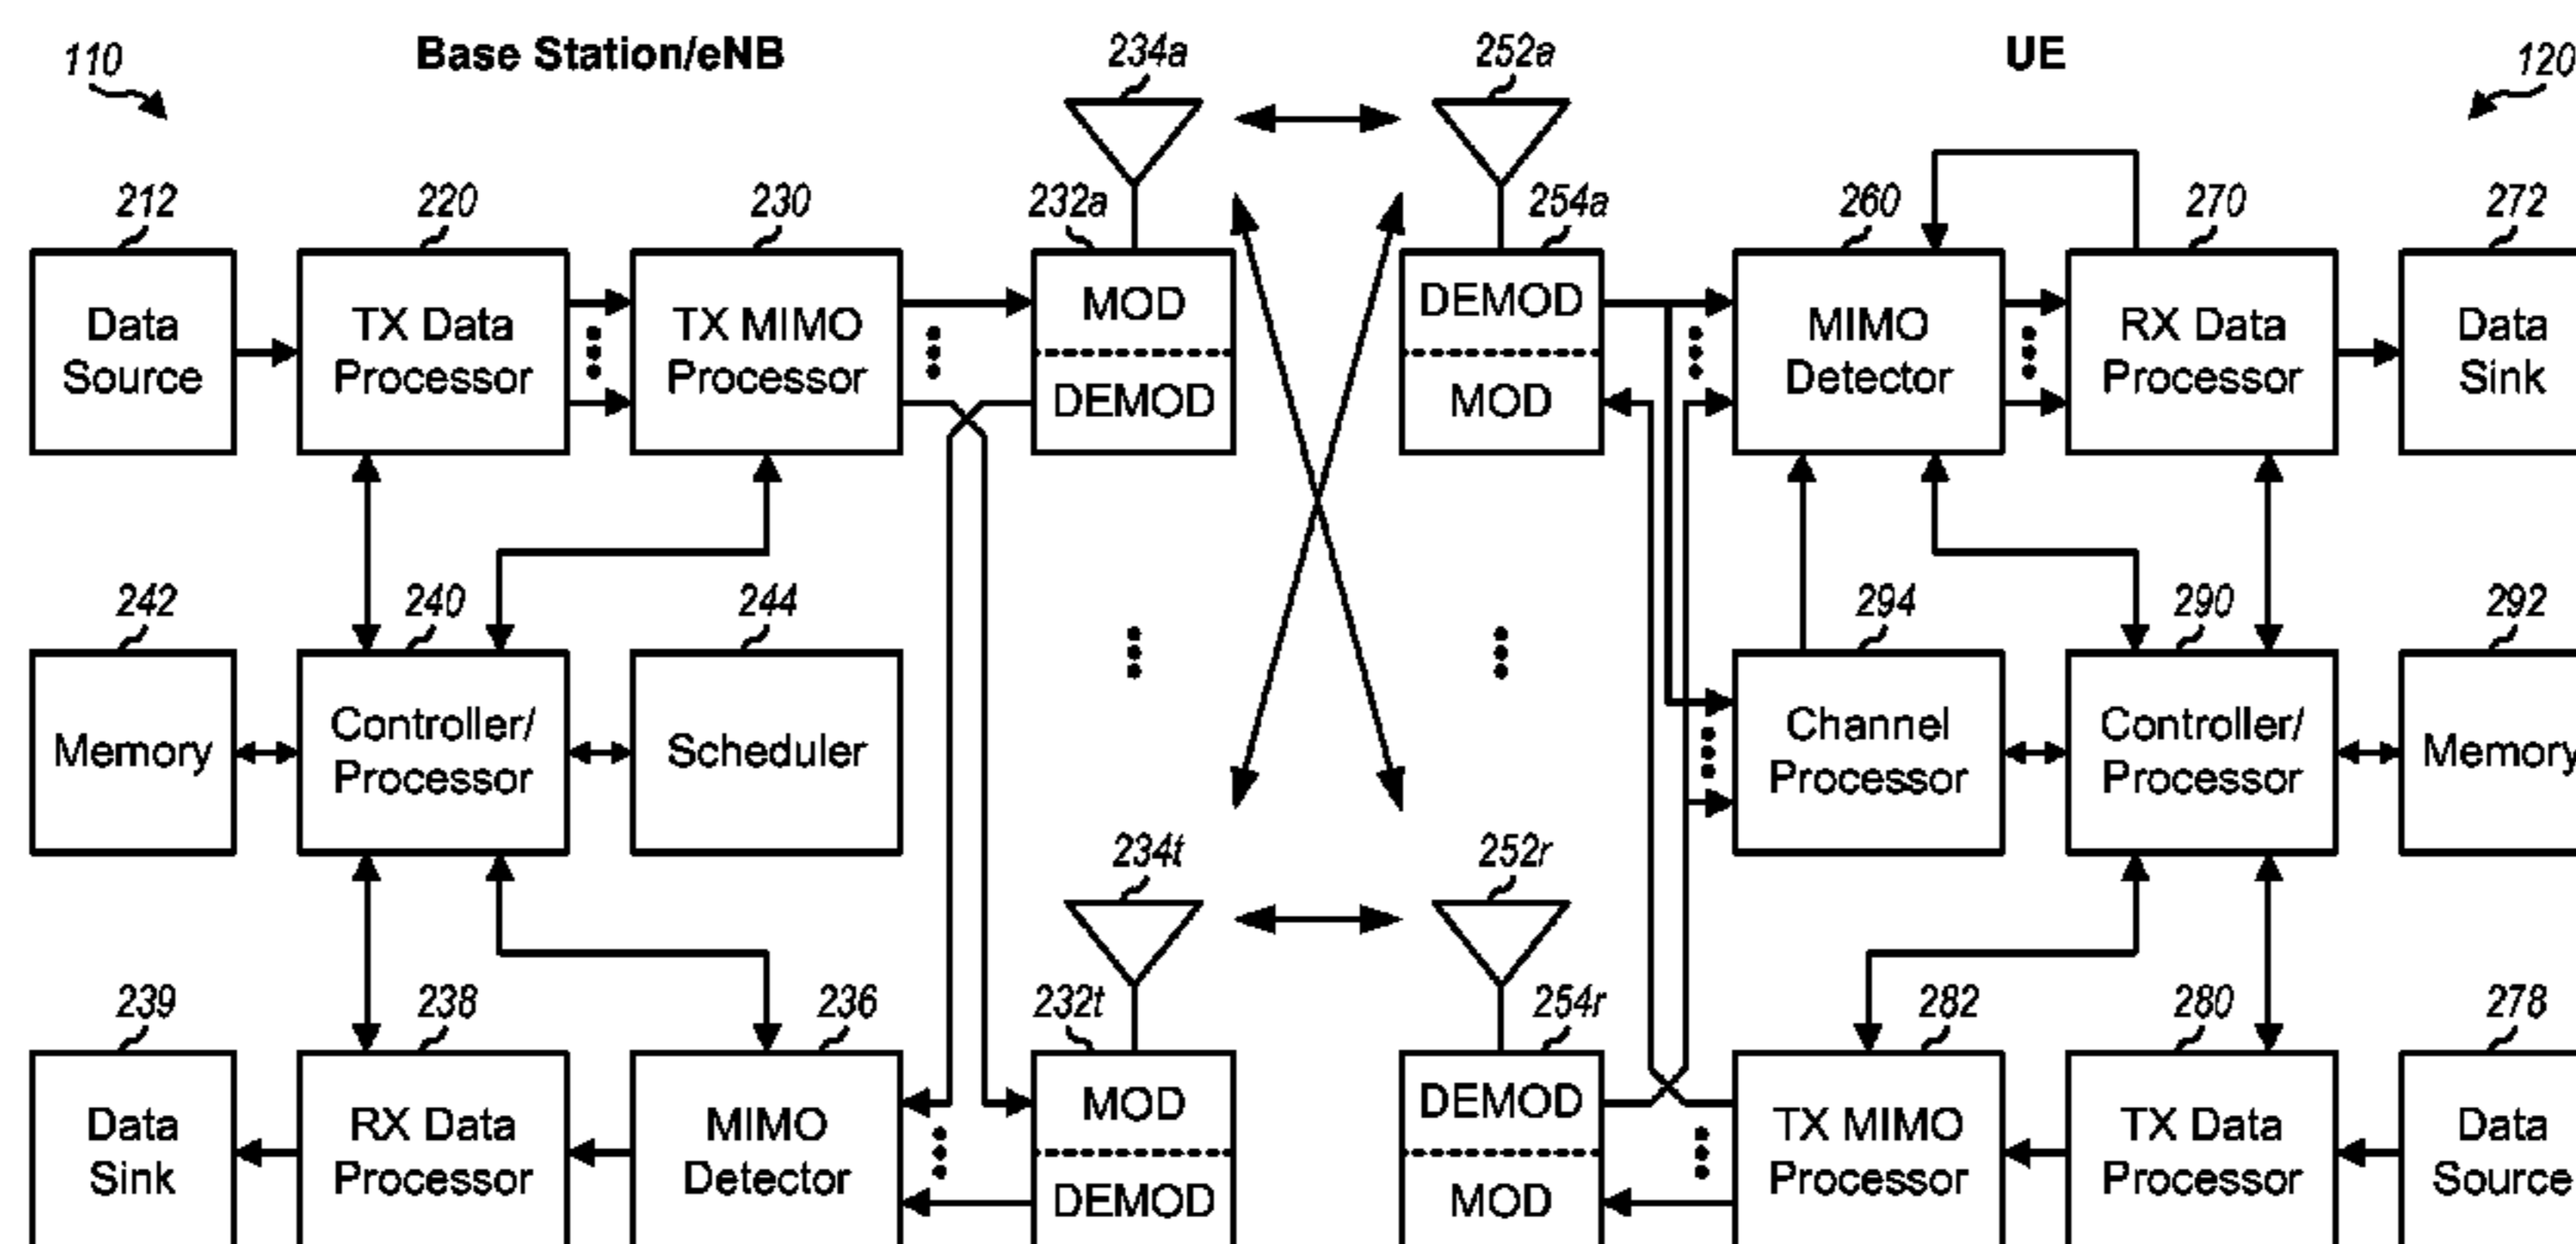 110 Base Station/eNB 234a 252a UE 120
212 220 230 232a 254a 260 270 272
Data Source
TX Data Processor
TX MIMO Processor
MOD
DEMOD
DEMOD
MOD
MIMO Detector
RX Data Processor
Data Sink
242 240 244 294 290 292
Memory
Controller/ Processor
Scheduler
Channel Processor
Controller/ Processor
Memory
234t 252r
239 238 236 232t 254r 282 280 278
Data Sink
RX Data Processor
MIMO Detector
MOD
DEMOD
DEMOD
MOD
TX MIMO Processor
TX Data Processor
Data Source